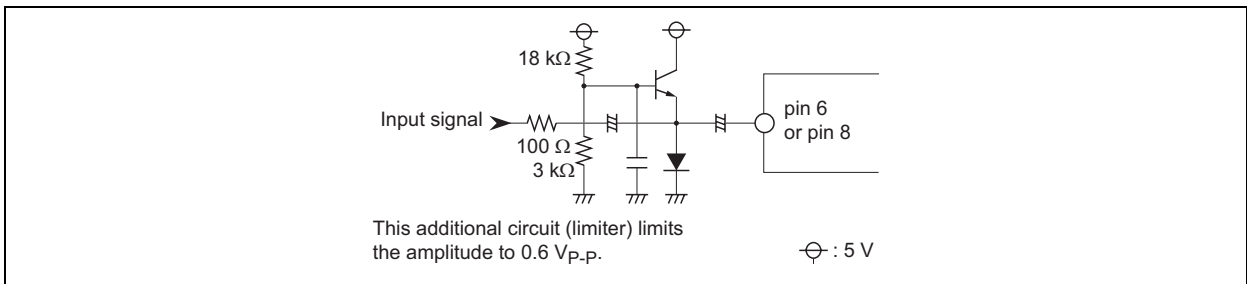 18 kΩ
Input signal
100 Ω
3 kΩ
pin 6
or pin 8
This additional circuit (limiter) limits
the amplitude to 0.6 VP-P.
: 5 V